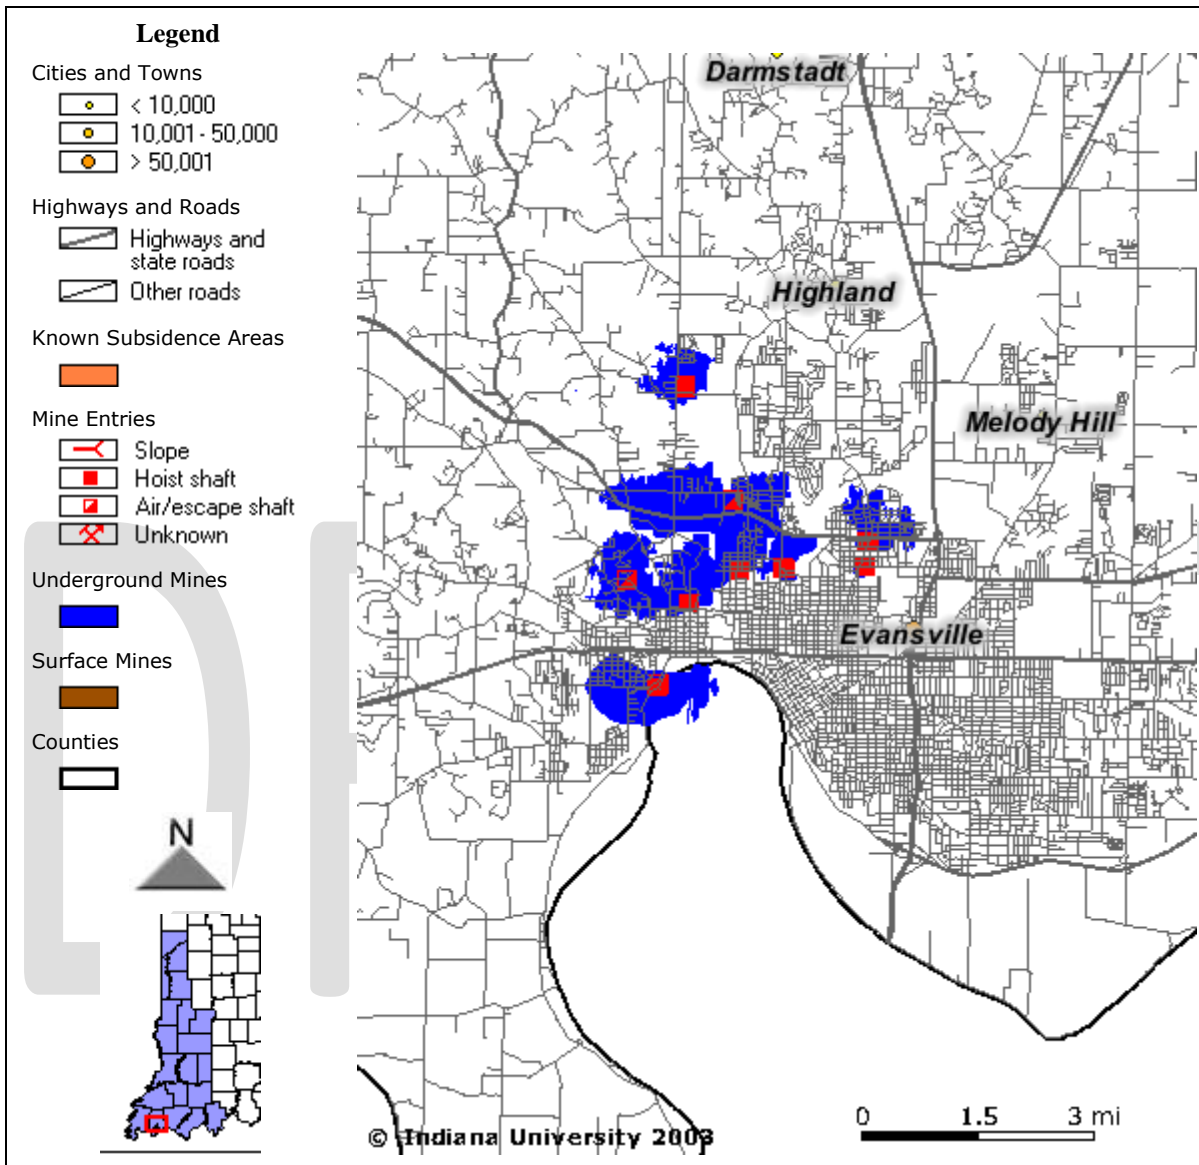 Legend
Cities and Towns
< 10,000
10,001 - 50,000
> 50,001
Highways and Roads
Highways and
state roads
Other roads
Known Subsidence Areas
Mine Entries
Slope
Hoist shaft
Air/escape shaft
Unknown
Underground Mines
Surface Mines
Counties
N
Darmstadt
Highland
Melody Hill
Evansville
© Indiana University 2003
0 1.5 3 mi